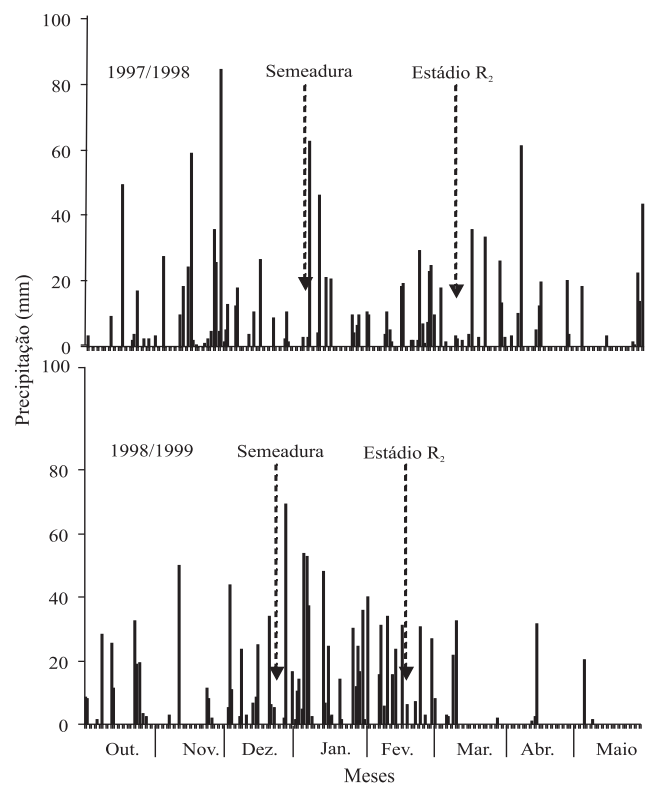 100
1997/1998
Semeadura
Estádio R2
80
60
40
20
0
Precipitação (mm)
100
1998/1999
Semeadura
Estádio R2
80
60
40
20
0
Out.
Nov.
Dez.
Jan.
Fev.
Mar.
Abr.
Maio
Meses